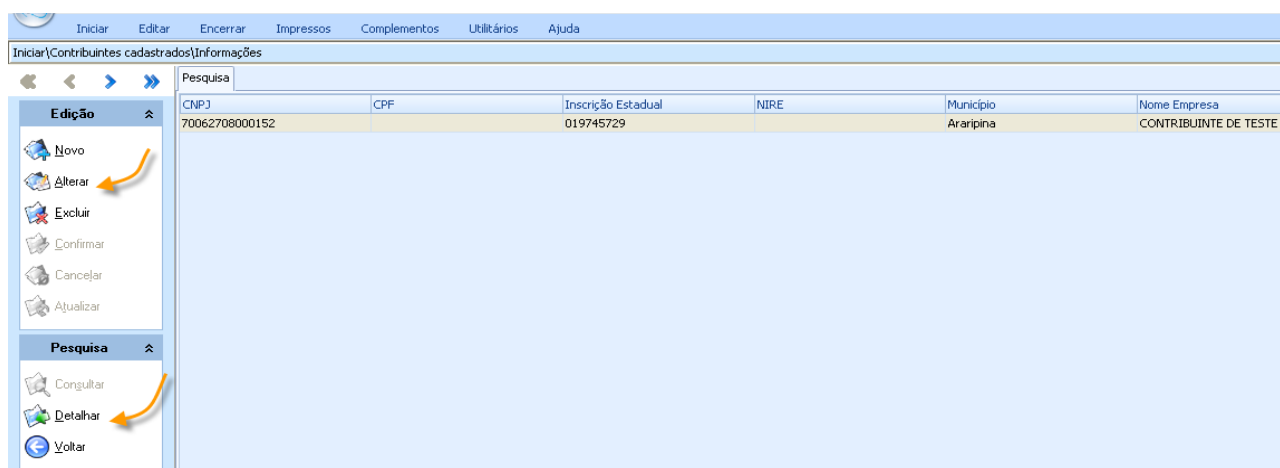 Iniciar Editar Encerrar Impressos Complementos Utilitários Ajuda
Iniciar\Contribuintes cadastrados\Informações
Pesquisa
CNPJ CPF Inscrição Estadual NIRE Município Nome Empresa
70062708000152 019745729 Araripina CONTRIBUINTE DE TESTE
Edição
Novo
Alterar
Excluir
Confirmar
Cancelar
Atualizar
Pesquisa
Consultar
Detalhar
Voltar